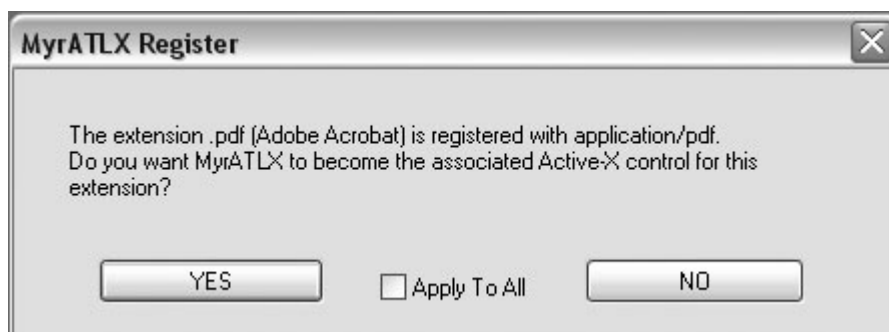 MyrATLX Register
The extension .pdf (Adobe Acrobat) is registered with application/pdf.
Do you want MyrATLX to become the associated Active-X control for this
extension?
YES
Apply To All
NO